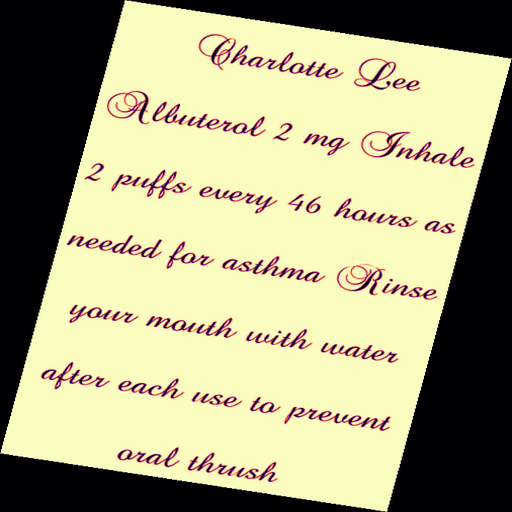 Charlotte Lee
Albuterol 2 mg Inhale
2 puffs every 46 hours as
needed for asthma Rinse
your mouth with water
after each use to prevent
oral thrush